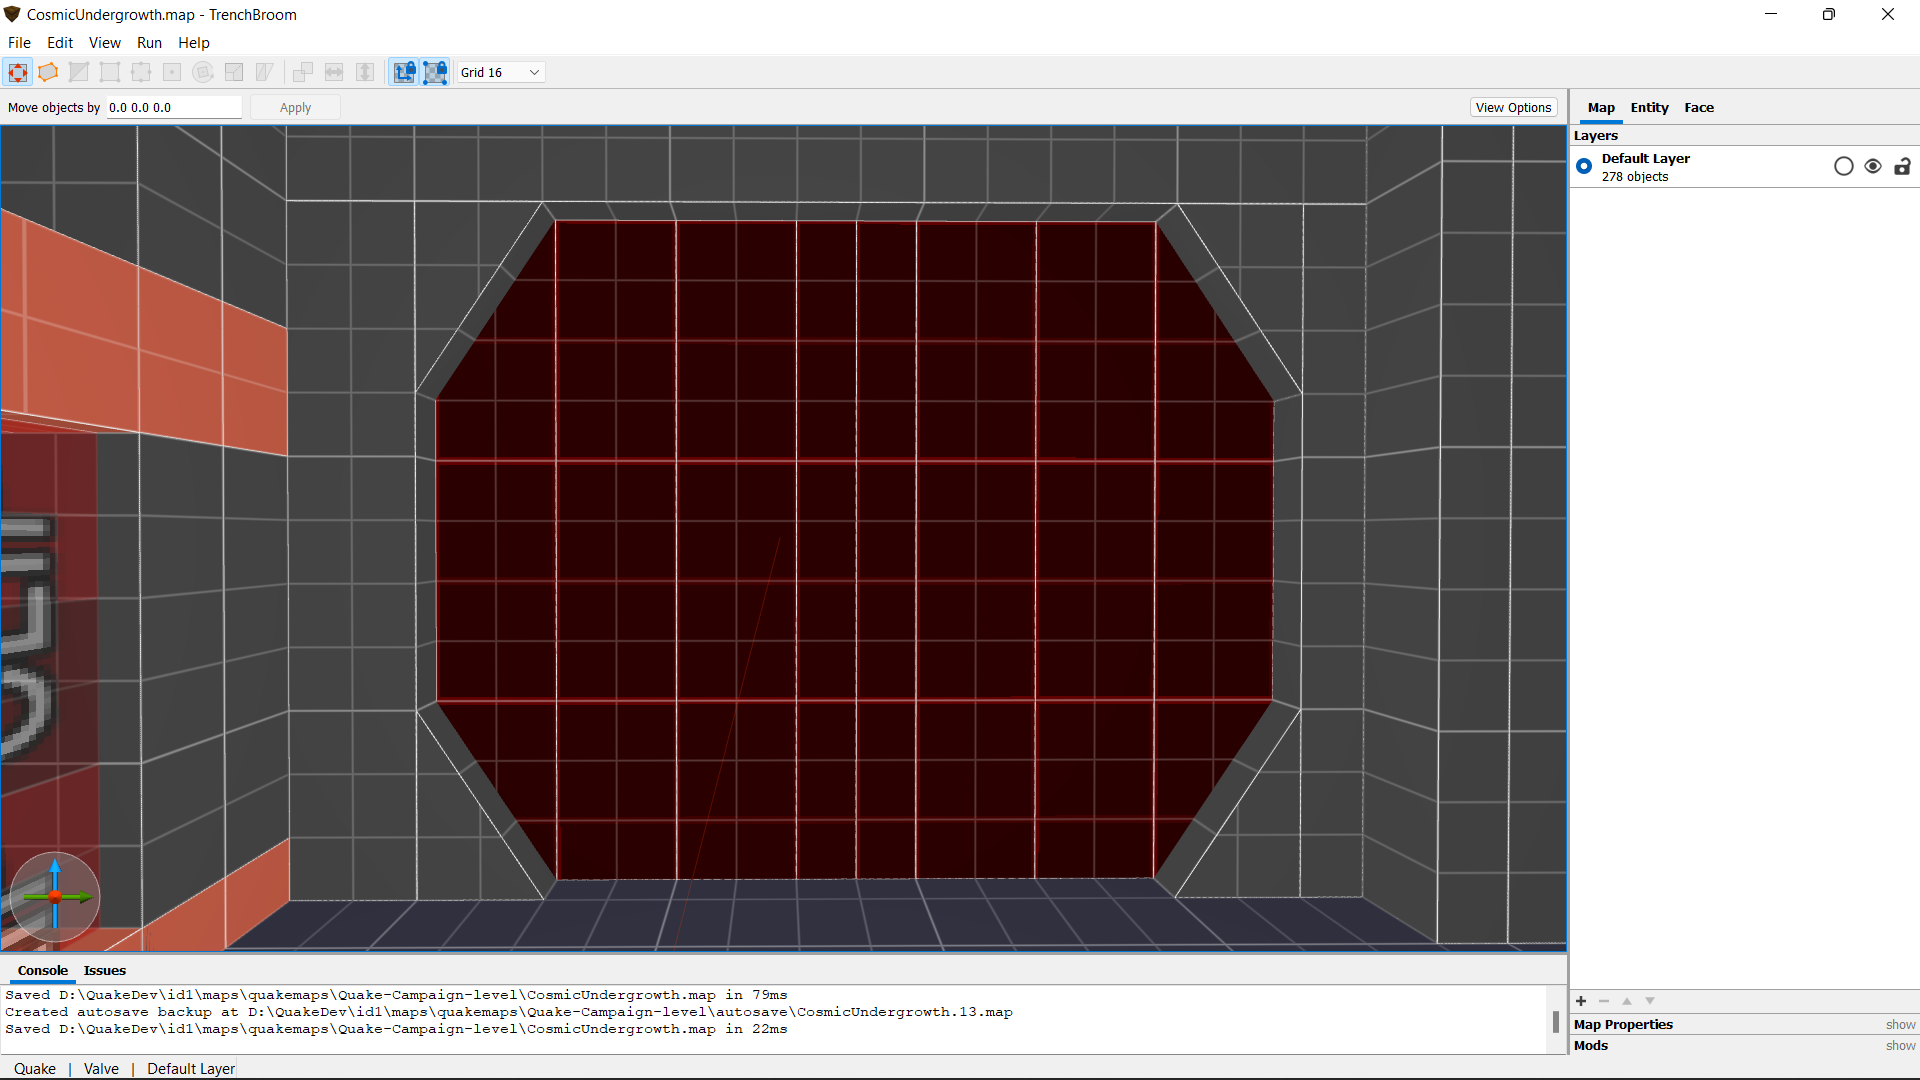 CosmicUndergrowth.map - TrenchBroom
File Edit View Run Help
Grid 16
Move objects by 0.0 0.0 0.0 Apply View Options
Map Entity Face
Layers
Default Layer
278 objects
Console Issues
Saved D:\QuakeDev\id1\maps\quakemaps\Quake-Campaign-level\CosmicUndergrowth.map in 79ms
Created autosave backup at D:\QuakeDev\id1\maps\quakemaps\Quake-Campaign-level\autosave\CosmicUndergrowth.13.map
Saved D:\QuakeDev\id1\maps\quakemaps\Quake-Campaign-level\CosmicUndergrowth.map in 22ms
Map Properties show
Mods show
Quake | Valve | Default Layer